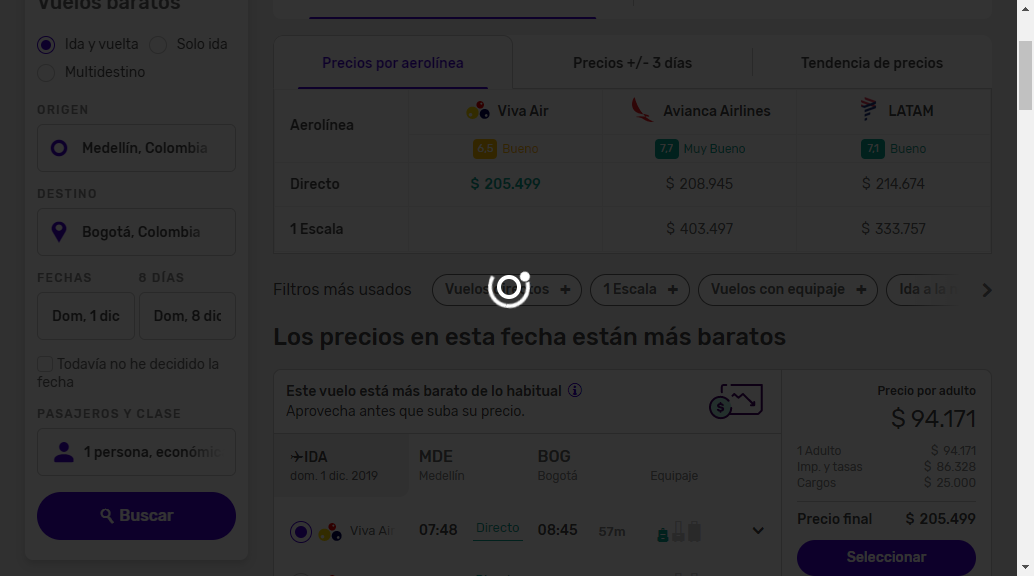 Vuelos baratos
Ida y vuelta
Solo ida
Multidestino
ORIGEN
Medellín, Colombia
DESTINO
Bogotá, Colombia
FECHAS
8 DÍAS
Dom, 1 dic
Dom, 8 dic
Todavía no he decidido la
fecha
PASAJEROS Y CLASE
1 persona, económic
Buscar
Precios por aerolínea
Precios +/- 3 días
Tendencia de precios
Aerolínea
Viva Air
Avianca Airlines
LATAM
6,5 Bueno
7,7 Muy Bueno
7,1 Bueno
Directo
$ 205.499
$ 208.945
$ 214.674
1 Escala
$ 403.497
$ 333.757
Filtros más usados
Vuelos directos +
1 Escala +
Vuelos con equipaje +
Ida a la
Los precios en esta fecha están más baratos
Este vuelo está más barato de lo habitual
Aprovecha antes que suba su precio.
IDA
dom. 1 dic. 2019
MDE
Medellín
BOG
Bogotá
Equipaje
Viva Air
07:48
Directo
08:45
57m
Precio por adulto
$ 94.171
1 Adulto
$ 94.171
Imp. y tasas
$ 86.328
Cargos
$ 25.000
Precio final
$ 205.499
Seleccionar